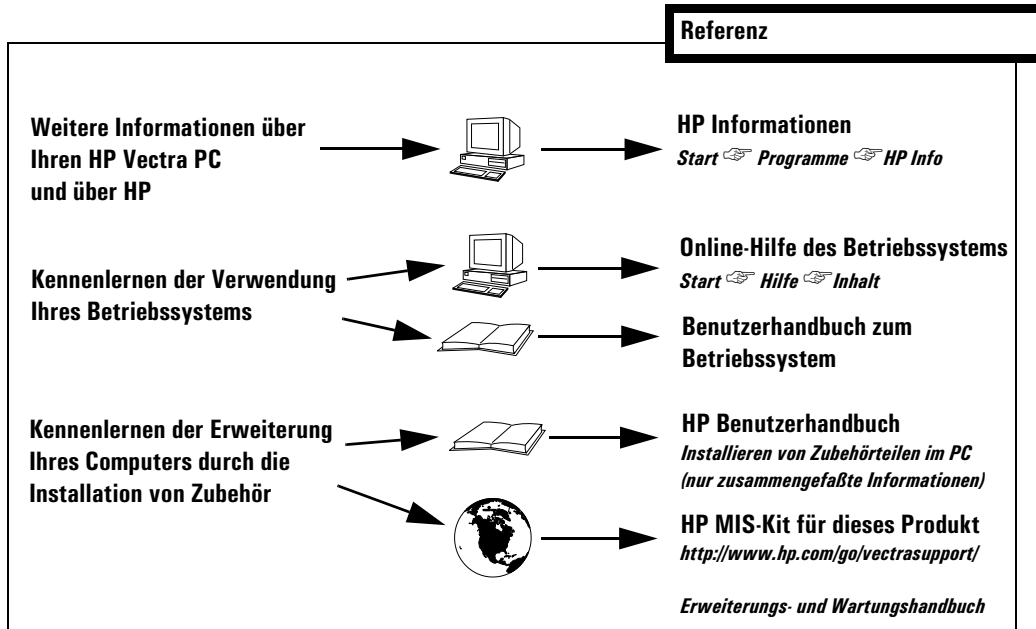 Referenz
Weitere Informationen über
Ihren HP Vectra PC
und über HP
HP Informationen
Start ☞ Programme ☞ HP Info
Kennenlernen der Verwendung
Ihres Betriebssystems
Online-Hilfe des Betriebssystems
Start ☞ Hilfe ☞ Inhalt
Benutzerhandbuch zum
Betriebssystem
Kennenlernen der Erweiterung
Ihres Computers durch die
Installation von Zubehör
HP Benutzerhandbuch
Installieren von Zubehörteilen im PC
(nur zusammengefaßte Informationen)
HP MIS-Kit für dieses Produkt
http://www.hp.com/go/vectrasupport/
Erweiterungs- und Wartungshandbuch